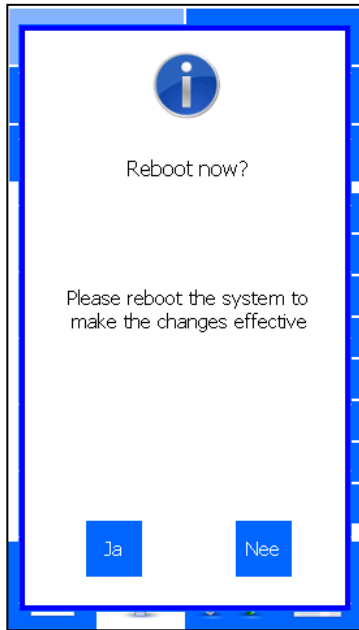 Reboot now?
Please reboot the system to
make the changes effective
Ja
Nee